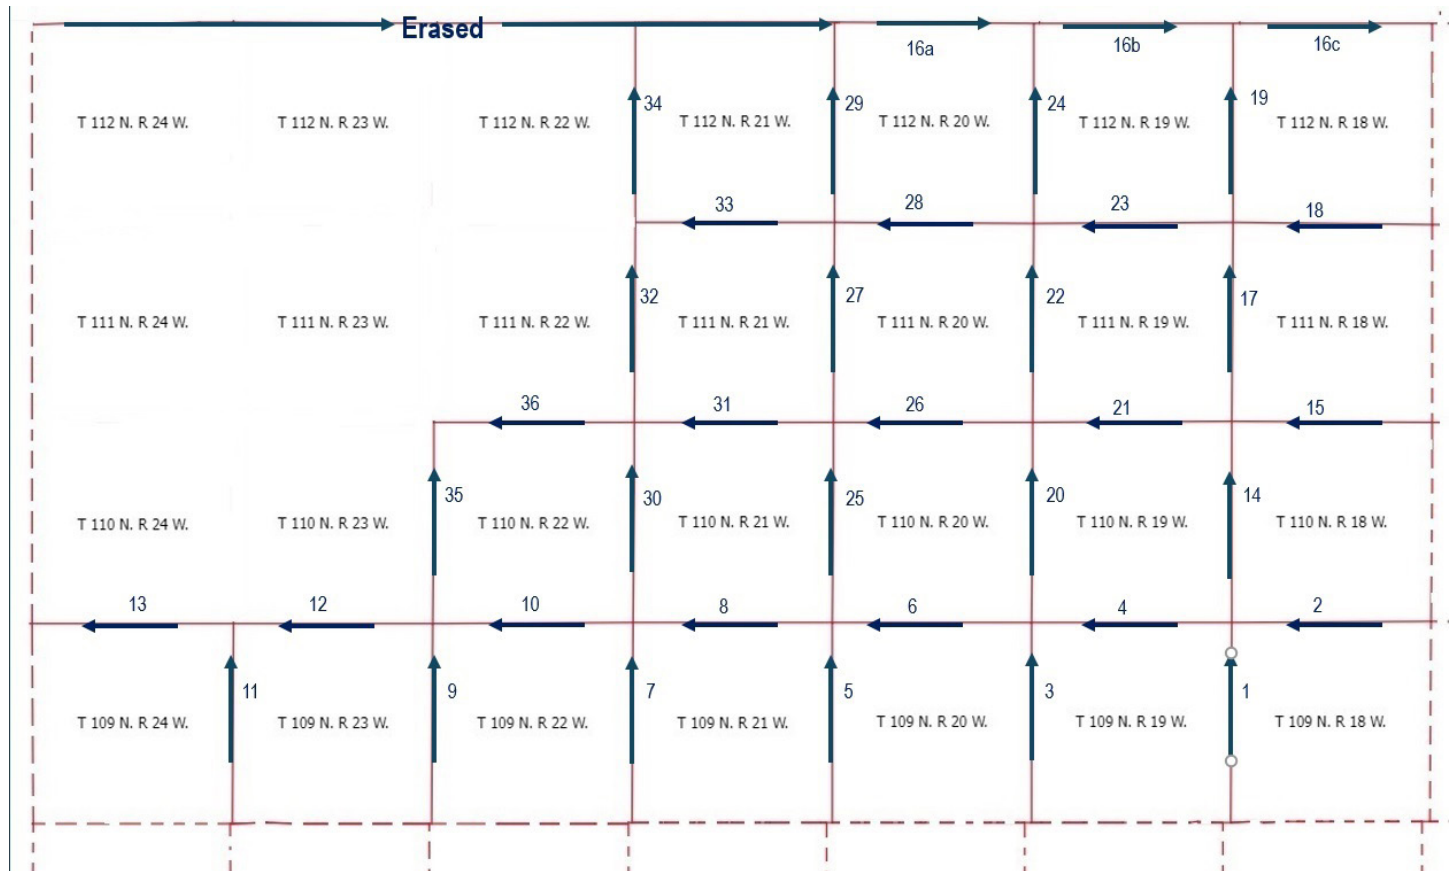 Erased
16a 16b 16c
34 29 24 19
T 112 N. R 24 W. T 112 N. R 23 W. T 112 N. R 22 W. T 112 N. R 21 W. T 112 N. R 20 W. T 112 N. R 19 W. T 112 N. R 18 W.
33 28 23 18
32 27 22 17
T 111 N. R 24 W. T 111 N. R 23 W. T 111 N. R 22 W. T 111 N. R 21 W. T 111 N. R 20 W. T 111 N. R 19 W. T 111 N. R 18 W.
36 31 26 21 15
35 30 25 20 14
T 110 N. R 24 W. T 110 N. R 23 W. T 110 N. R 22 W. T 110 N. R 21 W. T 110 N. R 20 W. T 110 N. R 19 W. T 110 N. R 18 W.
13 12 10 8 6 4 2
11 9 7 5 3 1
T 109 N. R 24 W. T 109 N. R 23 W. T 109 N. R 22 W. T 109 N. R 21 W. T 109 N. R 20 W. T 109 N. R 19 W. T 109 N. R 18 W.